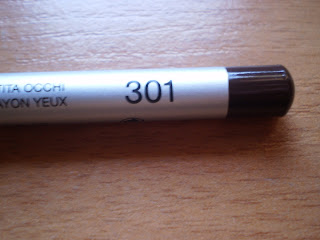 TITA OCCHI
AYON YEUX
301